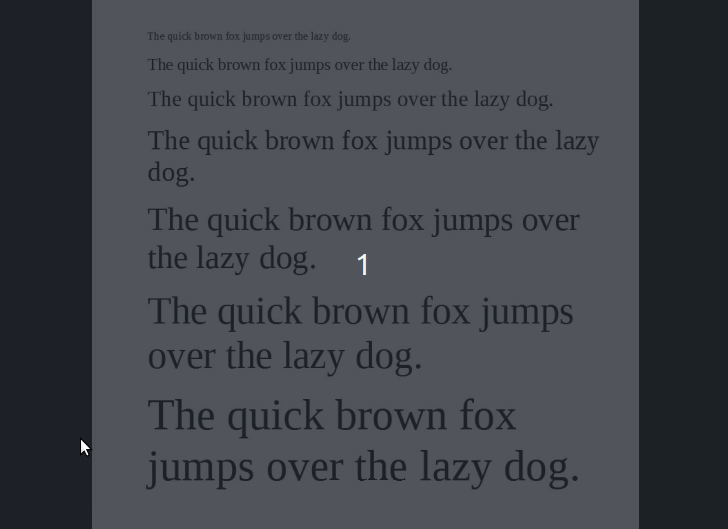 The quick brown fox jumps over the lazy dog.
The quick brown fox jumps over the lazy dog.
The quick brown fox jumps over the lazy dog.
The quick brown fox jumps over the lazy
dog.
The quick brown fox jumps over
the lazy dog.
1
The quick brown fox jumps
over the lazy dog.
The quick brown fox
jumps over the lazy dog.